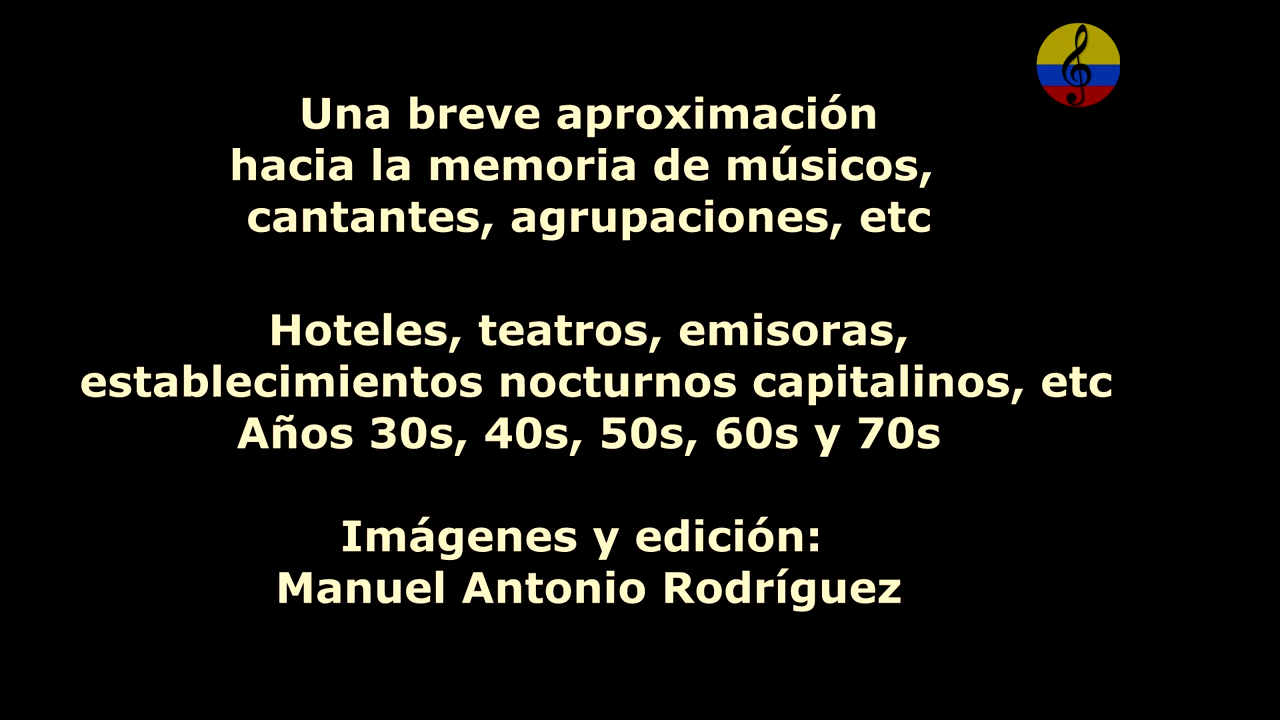 Una breve aproximación
hacia la memoria de músicos,
cantantes, agrupaciones, etc
Hoteles, teatros, emisoras,
establecimientos nocturnos capitalinos, etc
Años 30s, 40s, 50s, 60s y 70s
Imágenes y edición:
Manuel Antonio Rodríguez